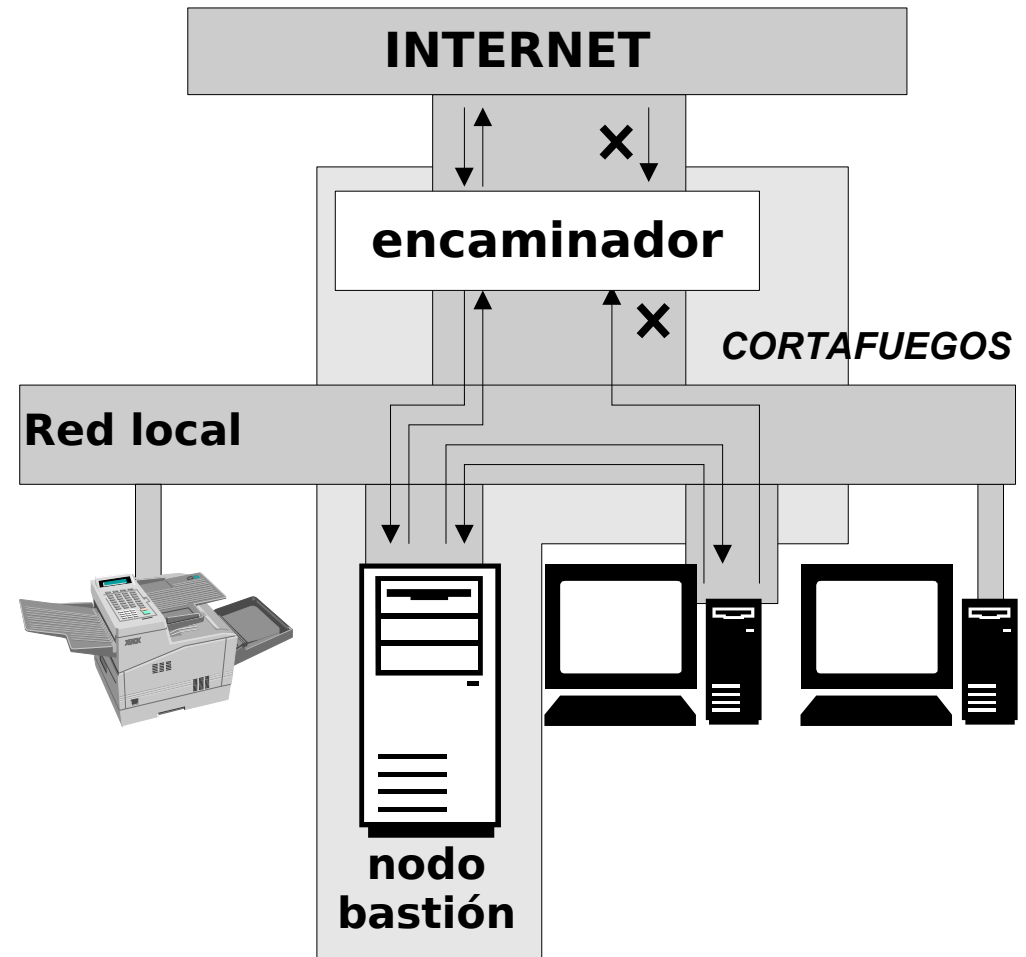 INTERNET
encaminador
CORTAFUEGOS
Red local
nodo
bastión